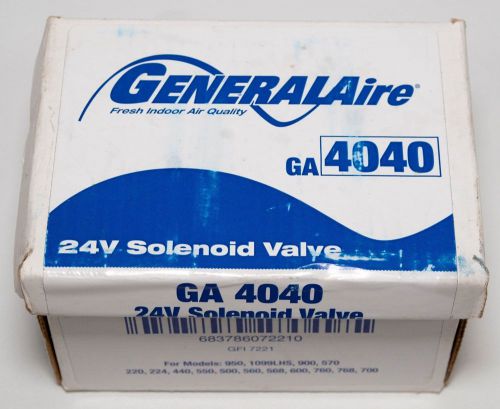 GENERALAire®
Fresh Indoor Air Quality
GA 4040
24V Solenoid Valve
GA 4040
24V Solenoid Valve
683786072210
GFI 7221
For Models: 950, 1099LHS, 900, 570
220, 224, 440, 550, 500, 560, 568, 600, 760, 768, 700